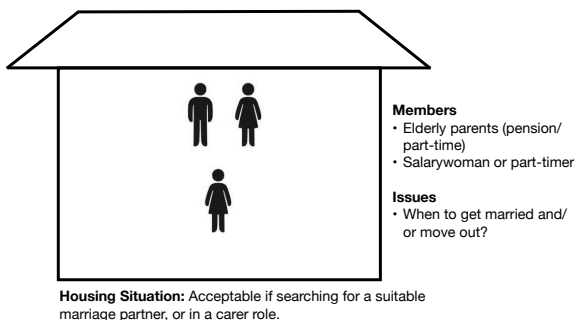 Members
• Elderly parents (pension/
part-time)
• Salarywoman or part-timer
Issues
• When to get married and/
or move out?
Housing Situation: Acceptable if searching for a suitable
marriage partner, or in a carer role.